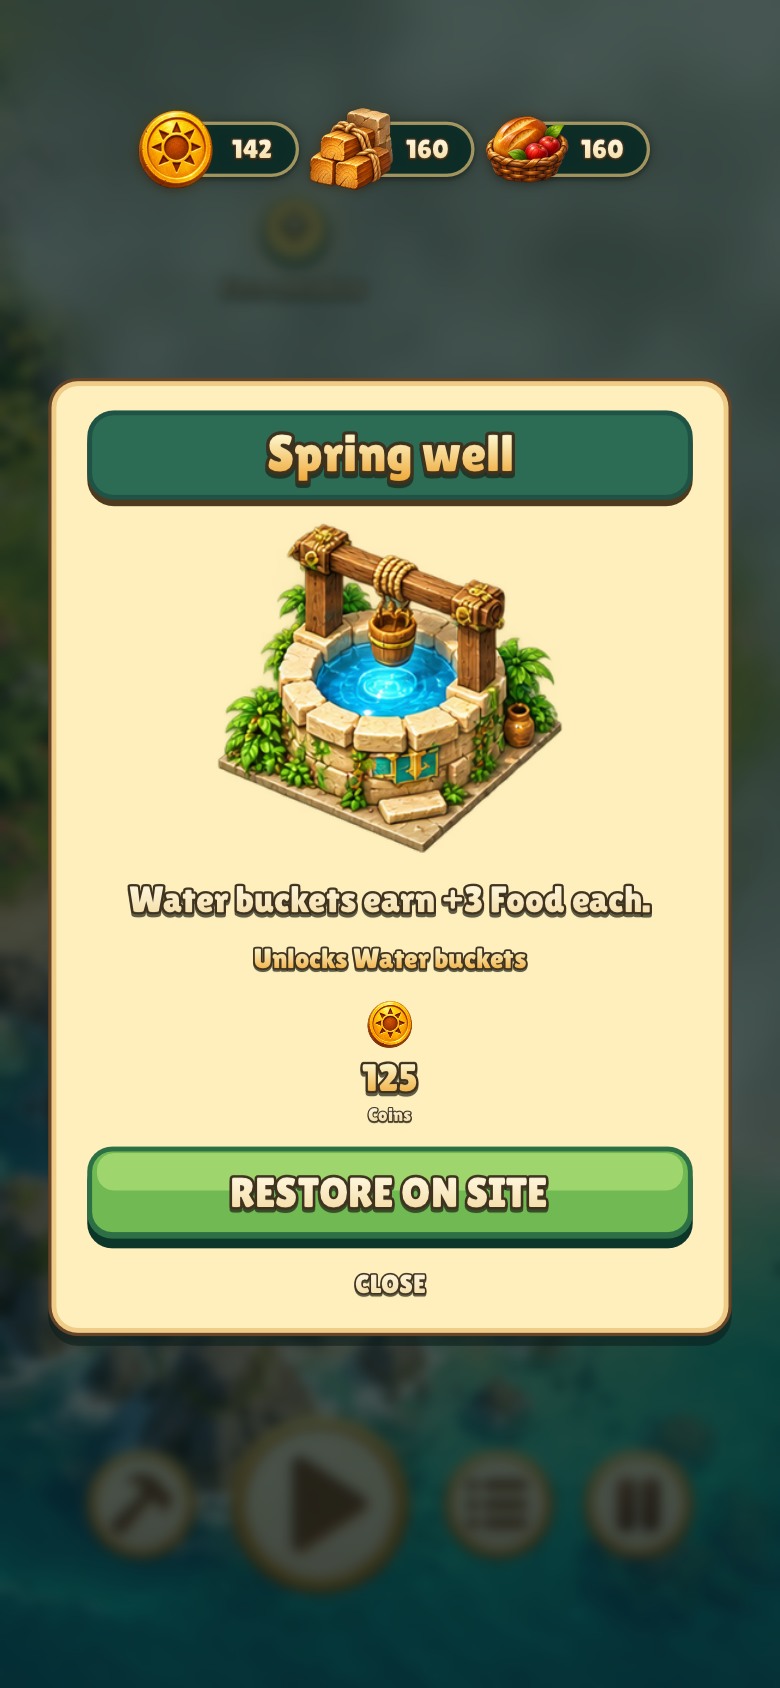 142
160
160
Spring well
Water buckets earn +3 Food each.
Unlocks Water buckets
125
Coins
RESTORE ON SITE
CLOSE